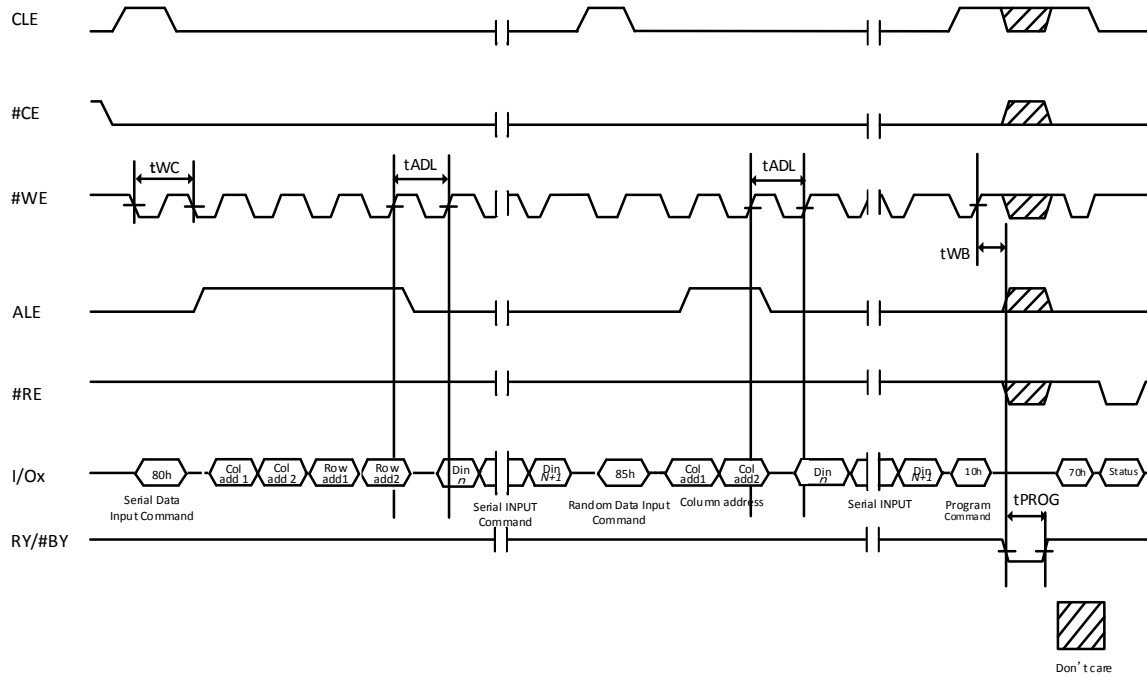 CLE
#CE
tWC
tADL
tADL
#WE
tWB
ALE
#RE
I/Ox
80h
Col
add 1
Col
add 2
Row
add1
Row
add2
Din
n
Din
N+1
85h
Col
add1
Col
add2
Din
n
Din
N+1
10h
70h
Status
Serial Data
Input Command
Serial INPUT
Command
Random Data Input
Command
Column address
Serial INPUT
Program
Command
tPROG
RY/#BY
Don't care